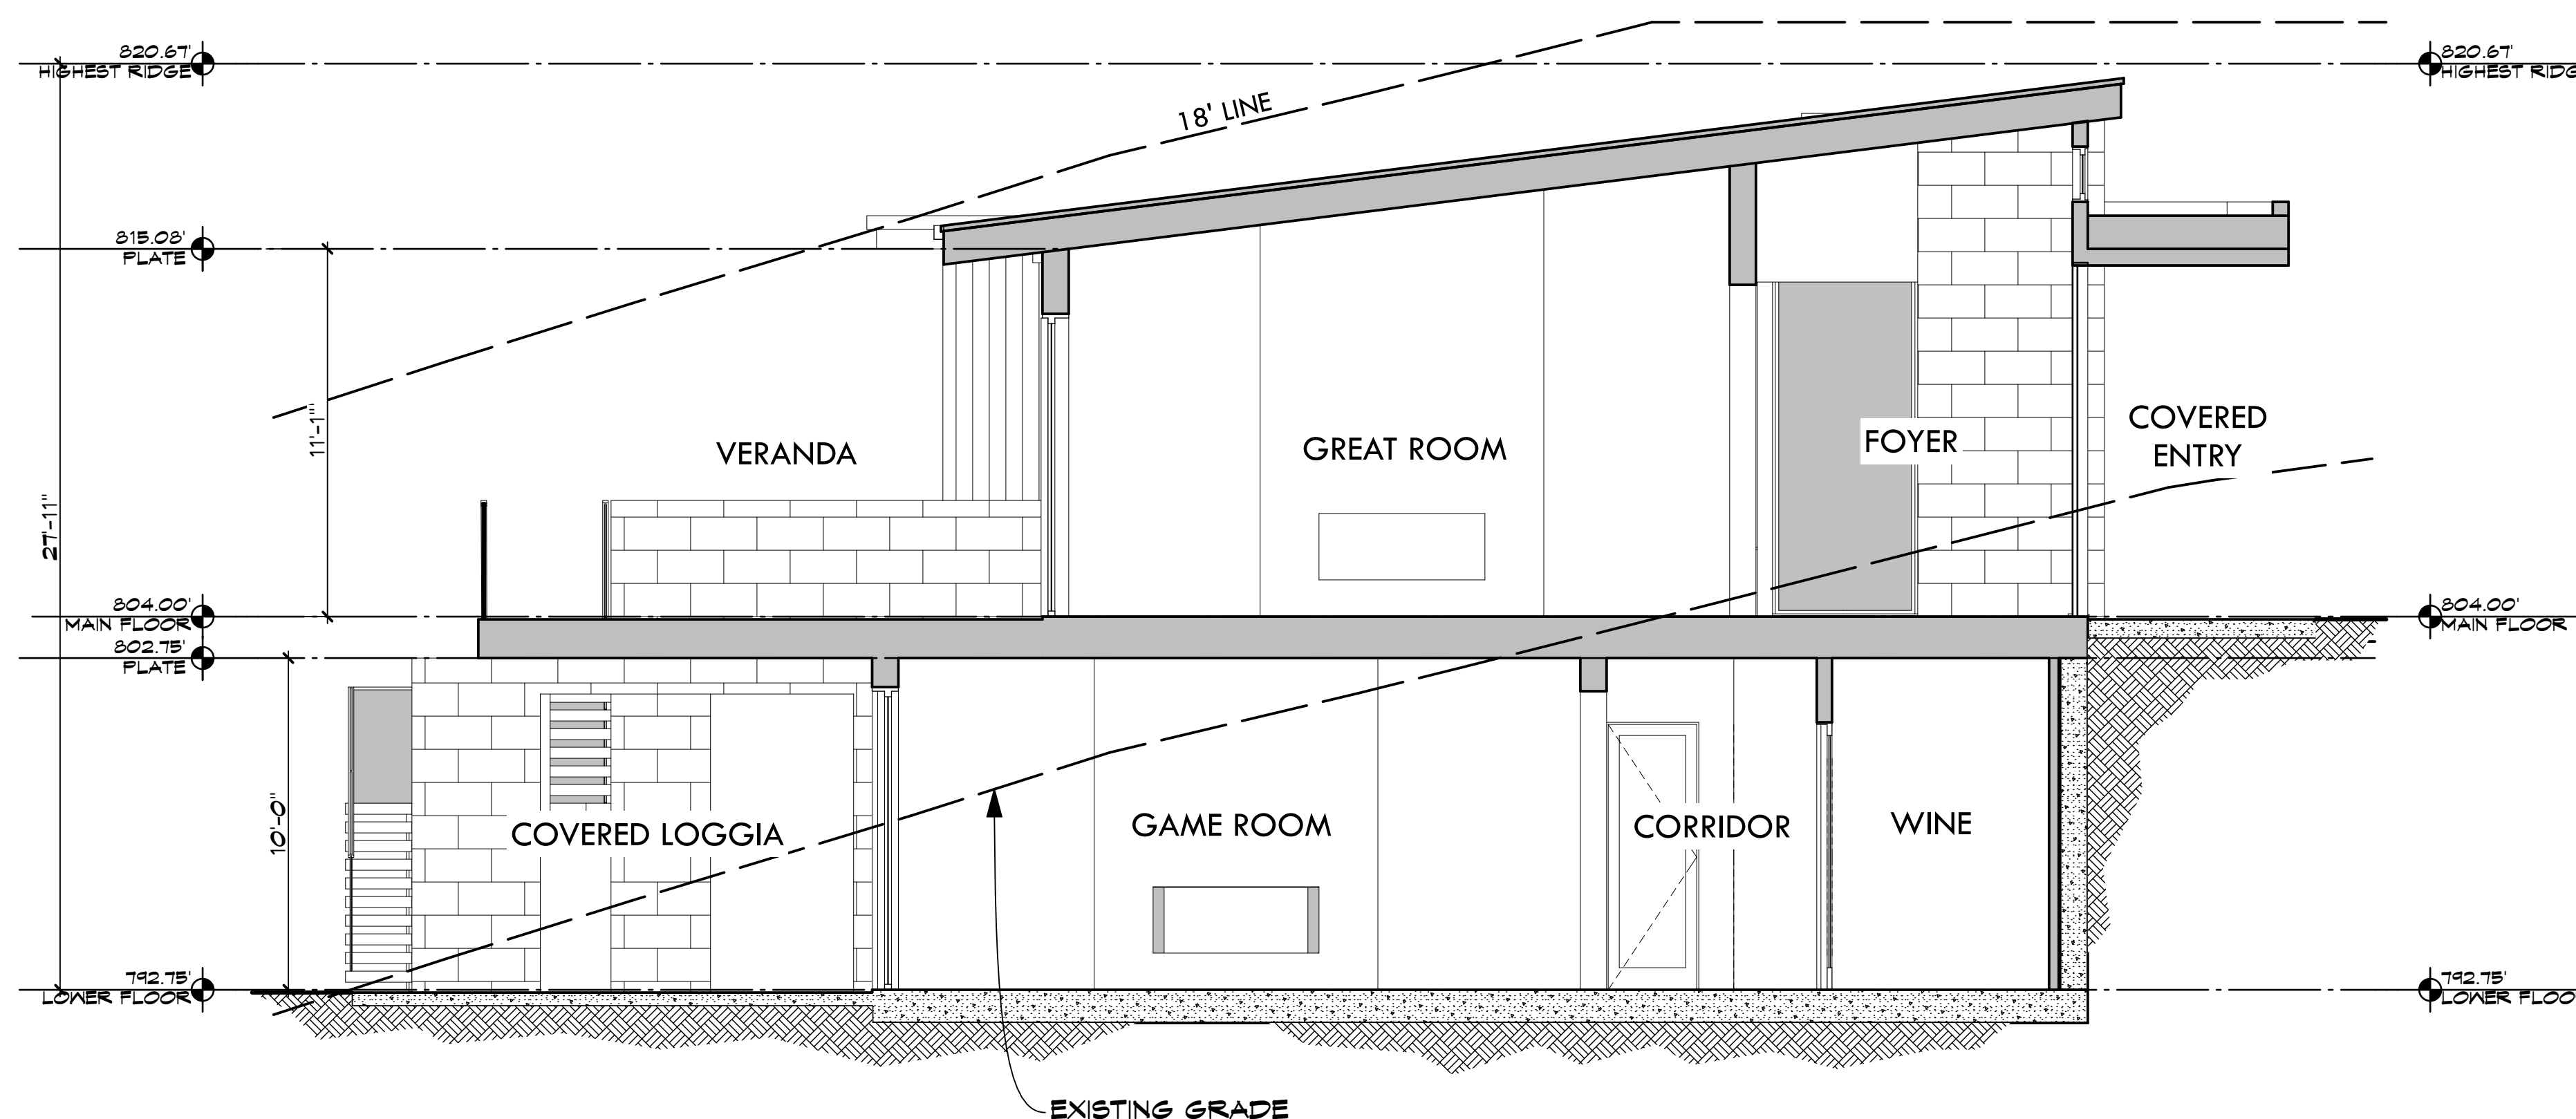 820.67'
HIGHEST RIDGE
820.67'
HIGHEST RIDG
18' LINE
815.08'
PLATE
11'-1"
27'-11"
VERANDA
GREAT ROOM
FOYER
COVERED
ENTRY
804.00'
MAIN FLOOR
804.00'
MAIN FLOOR
802.75'
PLATE
10'-0"
COVERED LOGGIA
GAME ROOM
CORRIDOR
WINE
792.75'
LOWER FLOOR
792.75'
LOWER FLOO
EXISTING GRADE